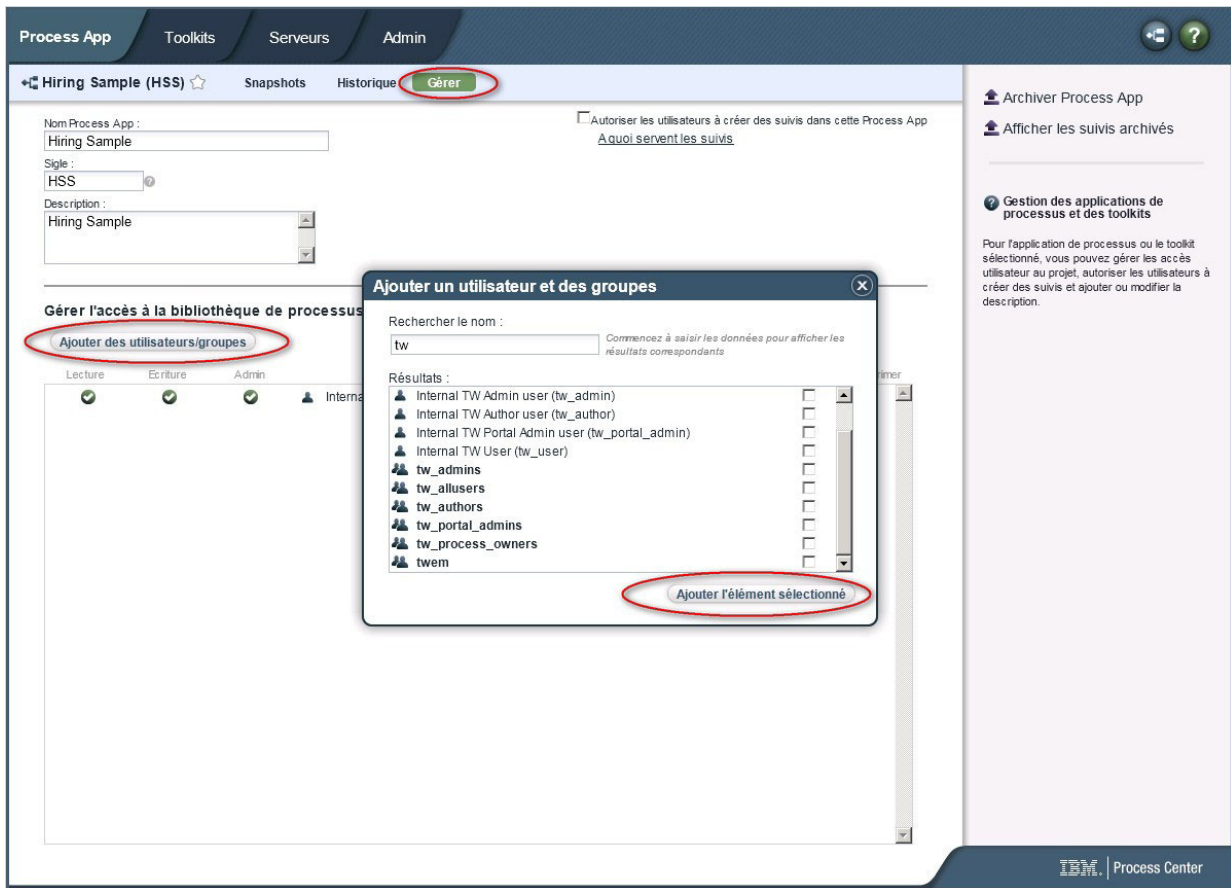 Process App
Toolkits
Serveurs
Admin
Hiring Sample (HSS)
Snapshots
Historique
Gérer
Nom Process App :
Hiring Sample
Autoriser les utilisateurs à créer des suivis dans cette Process App
A quoi servent les suivis
Sigle :
HSS
Description :
Hiring Sample
Gérer l'accès à la bibliothèque de processus
Ajouter des utilisateurs/groupes
Lecture
Ecriture
Admin
Ajouter un utilisateur et des groupes
Rechercher le nom :
tw
Commencez à saisir les données pour afficher les
résultats correspondants
Résultats :
Internal TW Admin user (tw_admin)
Internal TW Author user (tw_author)
Internal TW Portal Admin user (tw_portal_admin)
Internal TW User (tw_user)
tw_admins
tw_allusers
tw_authors
tw_portal_admins
tw_process_owners
twem
Ajouter l'élément sélectionné
Archiver Process App
Afficher les suivis archivés
Gestion des applications de
processus et des toolkits
Pour l'application de processus ou le toolkit
sélectionné, vous pouvez gérer les accès
utilisateur au projet, autoriser les utilisateurs à
créer des suivis et ajouter ou modifier la
description.
IBM. Process Center